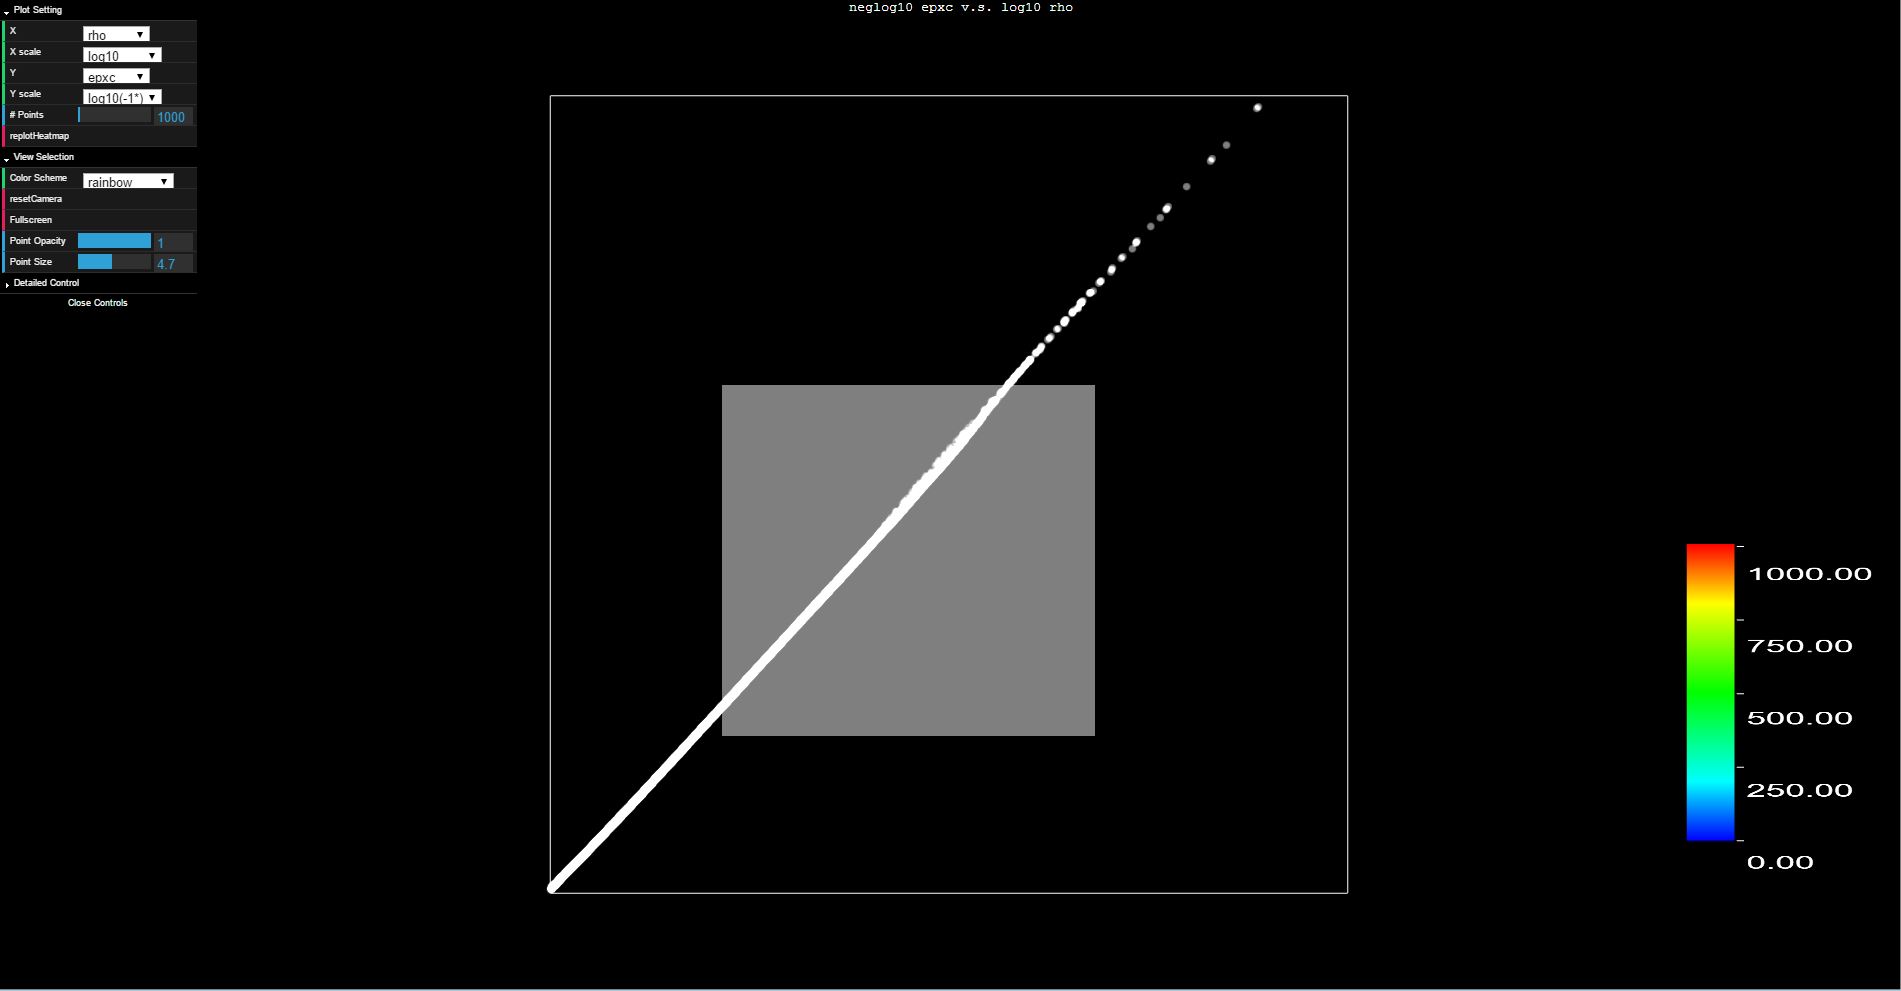 neglog10 epxc v.s. log10 rho
Plot Setting
X rho
X scale log10
Y epxc
Y scale log10(-1*)
# Points 1000
replotHeatmap
View Selection
Color Scheme rainbow
resetCamera
Fullscreen
Point Opacity 1
Point Size 4.7
Detailed Control
Close Controls
1000.00
750.00
500.00
250.00
0.00